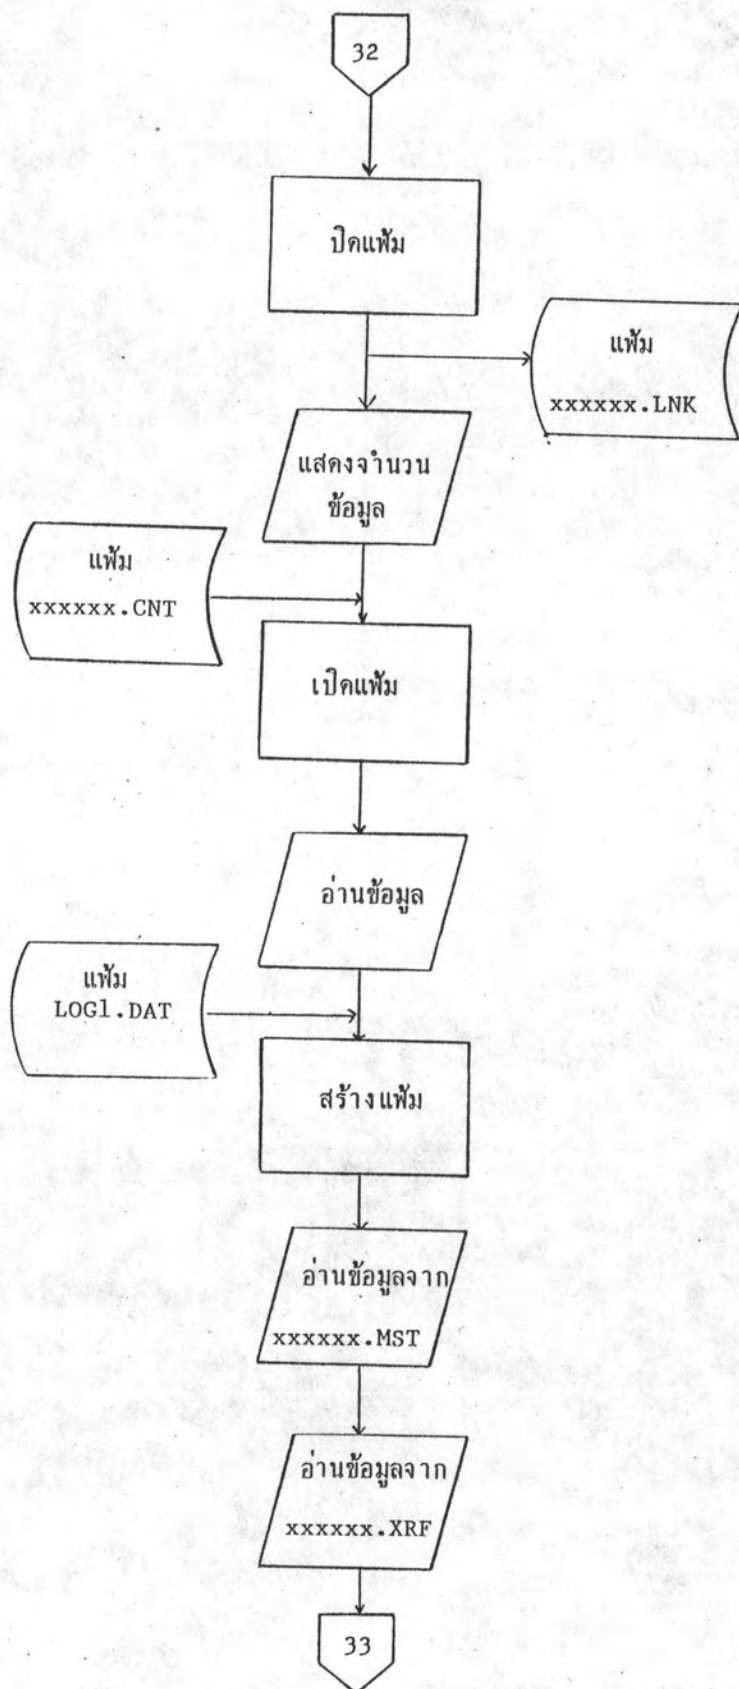 32
ปิดแฟ้ม
แฟ้ม
xxxxxx.LNK
แสดงจำนวน
ข้อมูล
แฟ้ม
xxxxxx.CNT
เปิดแฟ้ม
อ่านข้อมูล
แฟ้ม
LOG1.DAT
สร้างแฟ้ม
อ่านข้อมูลจาก
xxxxxx.MST
อ่านข้อมูลจาก
xxxxxx.XRF
33